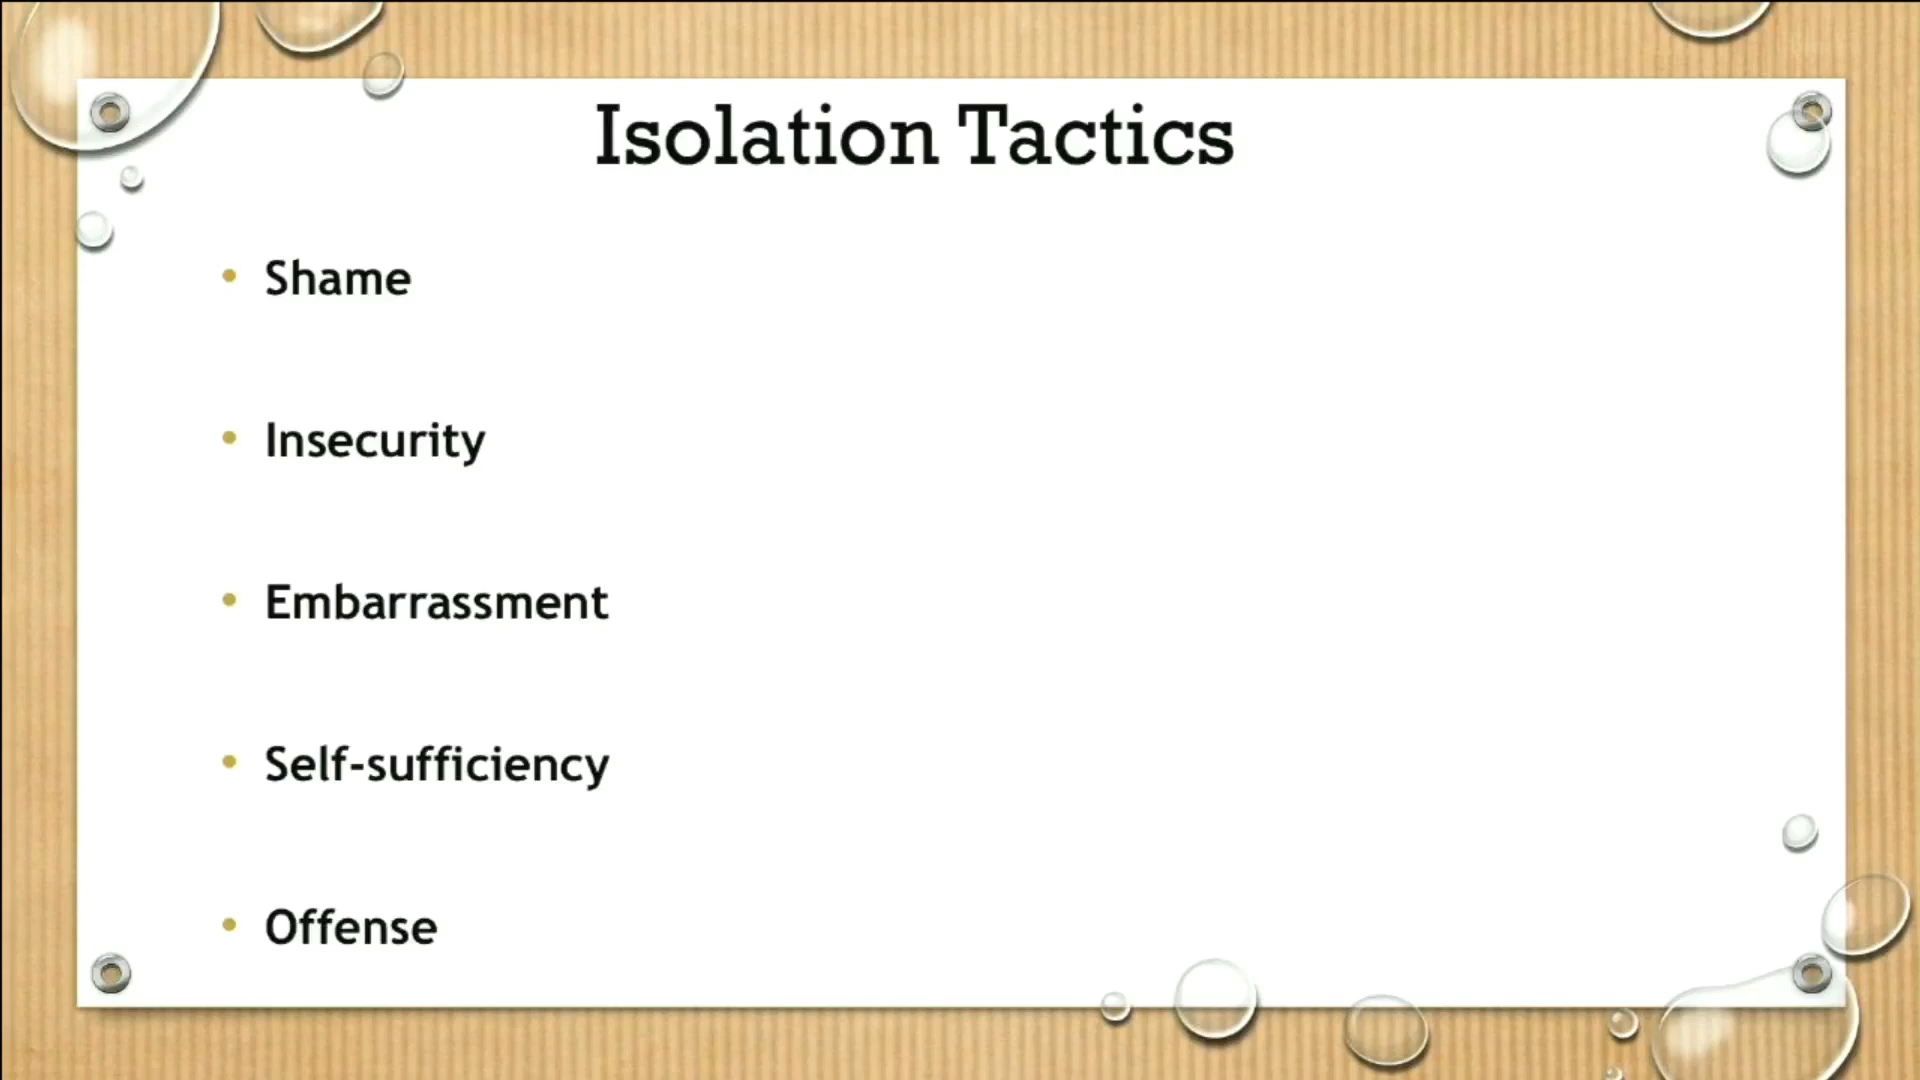 Isolation Tactics
• Shame
• Insecurity
• Embarrassment
• Self-sufficiency
• Offense